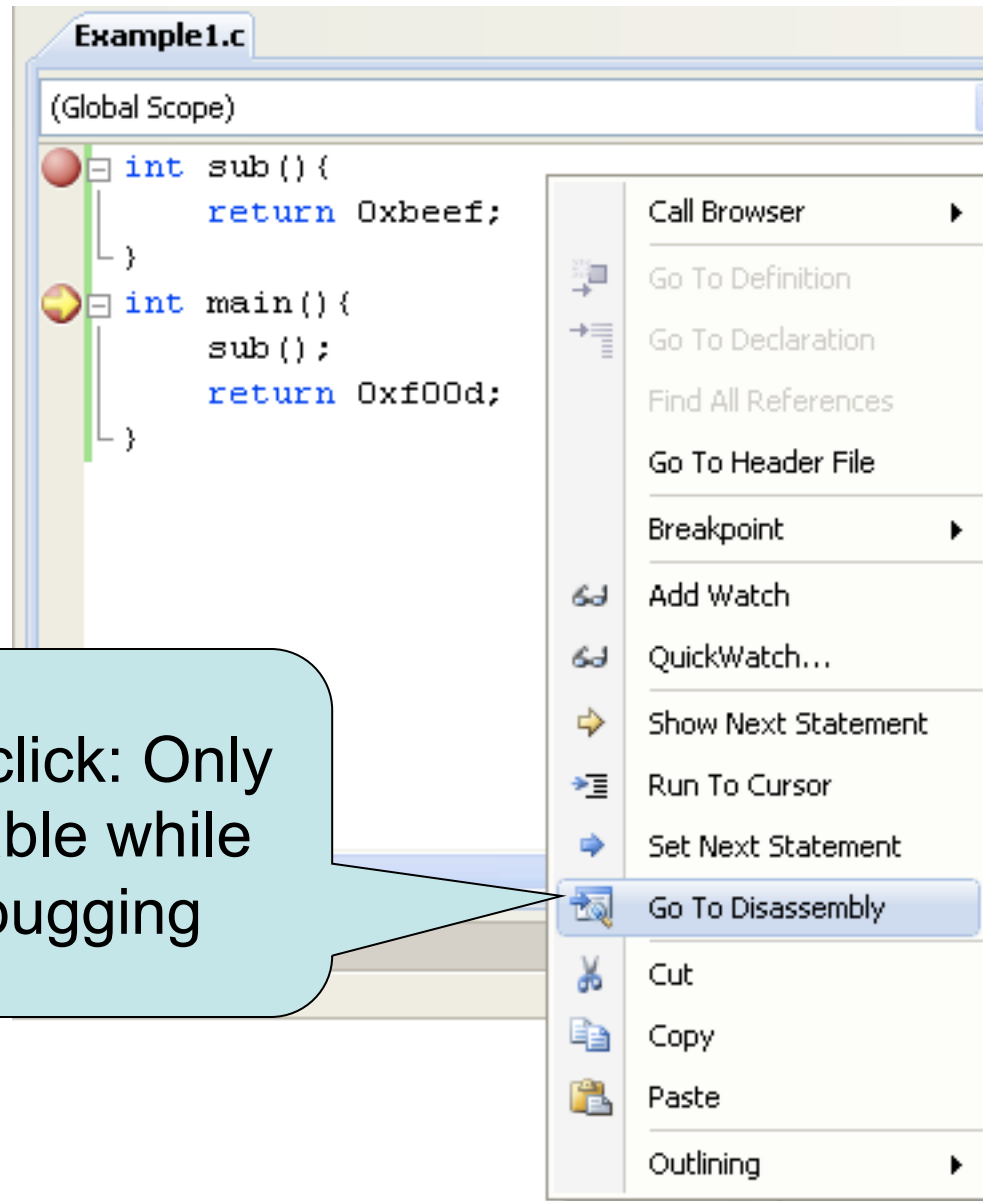 Example1.c
(Global Scope)
int sub(){
return 0xbeef;
}
int main(){
sub();
return 0xf00d;
}
Call Browser
Go To Definition
Go To Declaration
Find All References
Go To Header File
Breakpoint
Add Watch
QuickWatch...
Show Next Statement
Run To Cursor
Set Next Statement
Go To Disassembly
Cut
Copy
Paste
Outlining
click: Only
ble while
ugging